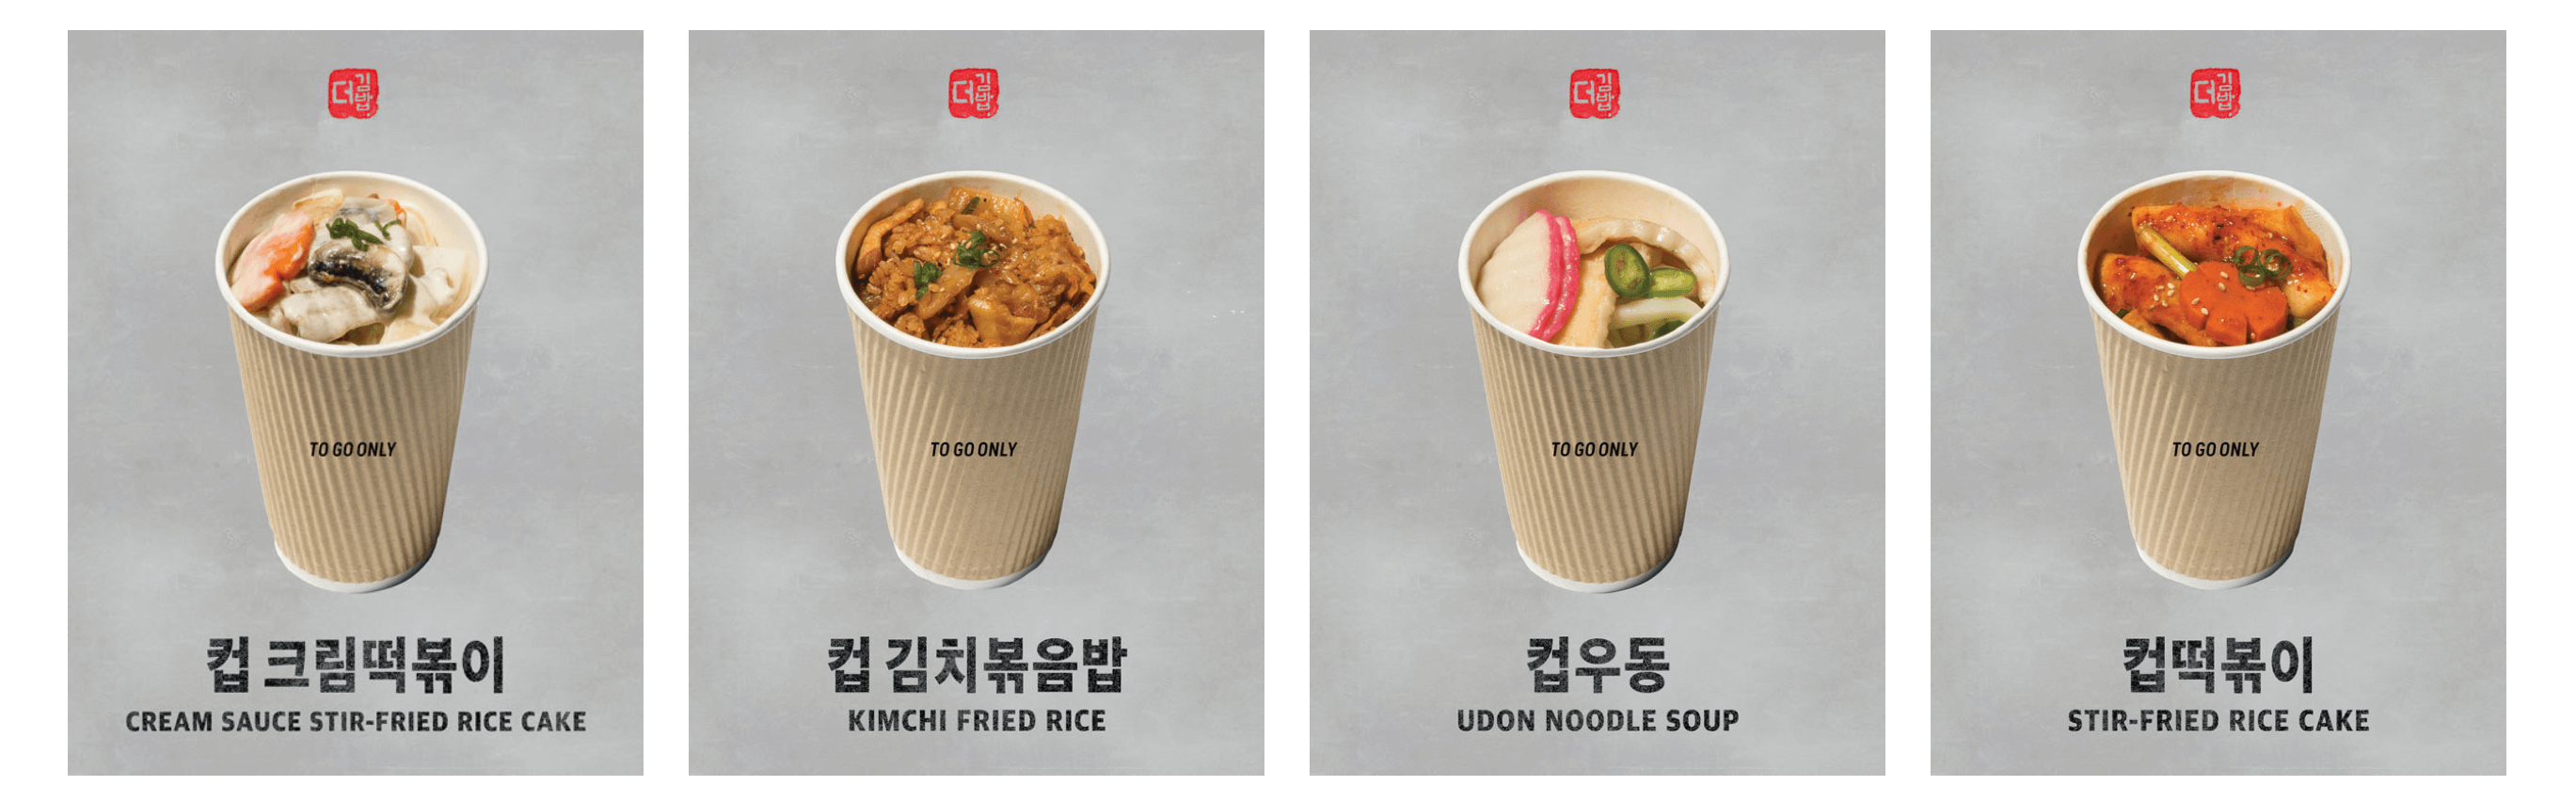 더김밥
TO GO ONLY
컵 크림떡볶이
CREAM SAUCE STIR-FRIED RICE CAKE
더김밥
TO GO ONLY
컵 김치볶음밥
KIMCHI FRIED RICE
더김밥
TO GO ONLY
컵우동
UDON NOODLE SOUP
더김밥
TO GO ONLY
컵떡볶이
STIR-FRIED RICE CAKE